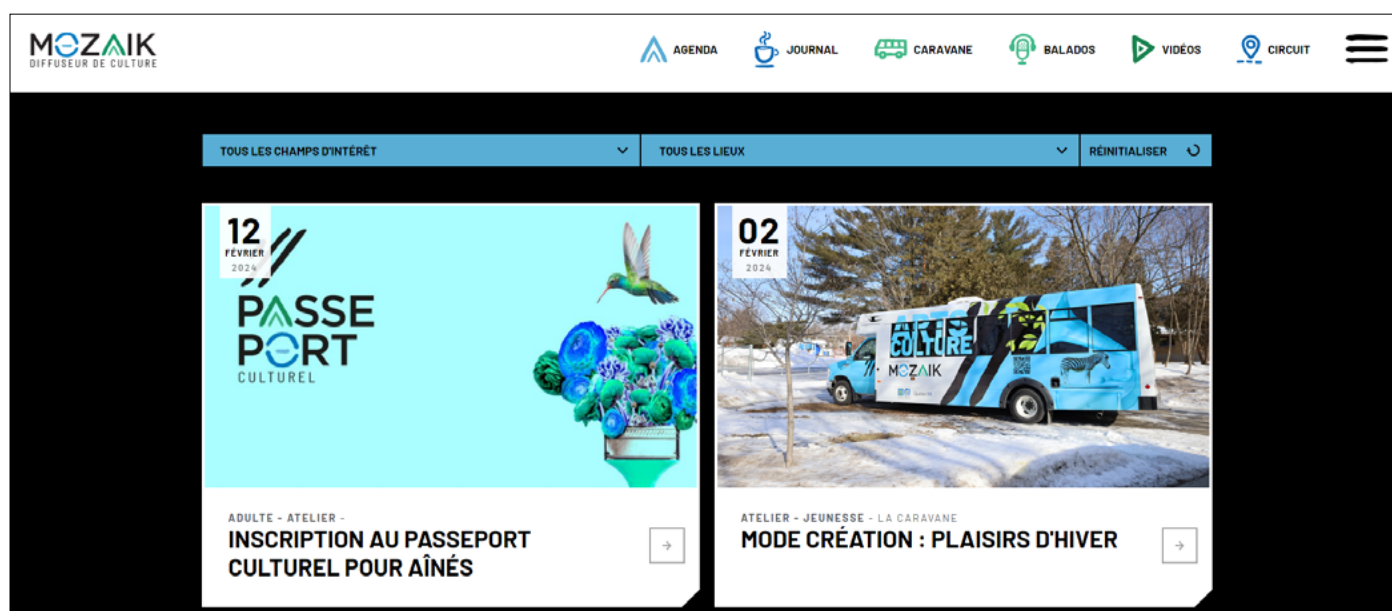 MOZAIK
DIFFUSEUR DE CULTURE
AGENDA
JOURNAL
CARAVANE
BALADOS
VIDÉOS
CIRCUIT
TOUS LES CHAMPS D'INTÉRÊT
TOUS LES LIEUX
RÉINITIALISER
12
FÉVRIER
2024
PASSE
PORT
CULTUREL
ADULTE - ATELIER -
INSCRIPTION AU PASSEPORT
CULTUREL POUR AÎNÉS
02
FÉVRIER
2024
ARTS
CULTURE
MOZAIK
ATELIER - JEUNESSE - LA CARAVANE
MODE CRÉATION : PLAISIRS D'HIVER